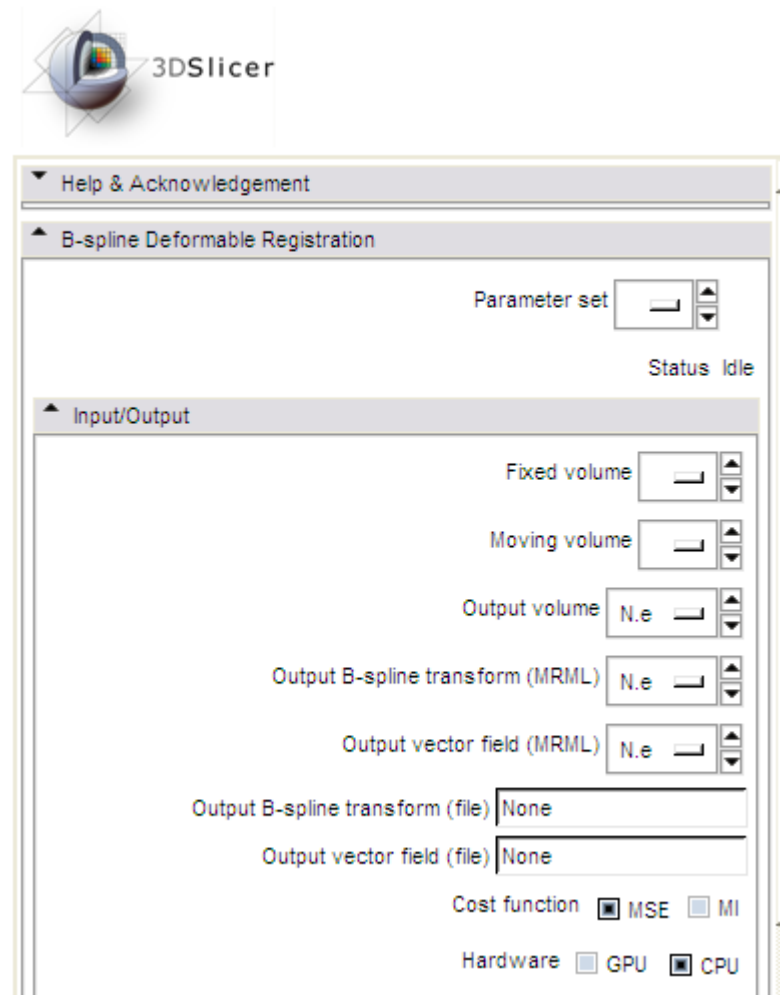 3DSlicer
Help & Acknowledgement
B-spline Deformable Registration
Parameter set
Status Idle
Input/Output
Fixed volume
Moving volume
Output volume N.e
Output B-spline transform (MRML) N.e
Output vector field (MRML) N.e
Output B-spline transform (file) None
Output vector field (file) None
Cost function MSE MI
Hardware GPU CPU